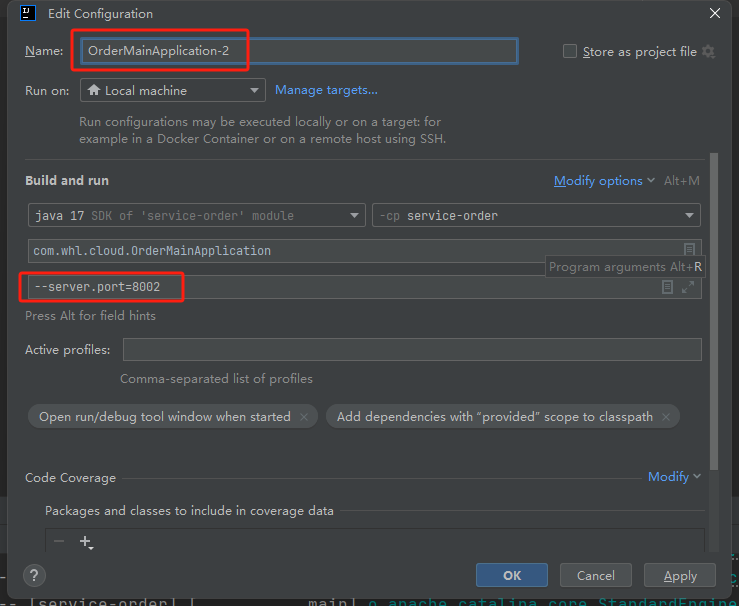 Edit Configuration
Name: OrderMainApplication-2 Store as project file
Run on: Local machine Manage targets...
Run configurations may be executed locally or on a target: for
example in a Docker Container or on a remote host using SSH.
Build and run Modify options Alt+M
java 17 SDK of 'service-order' module -cp service-order
com.whl.cloud.OrderMainApplication
Program arguments Alt+R
--server.port=8002
Press Alt for field hints
Active profiles:
Comma-separated list of profiles
Open run/debug tool window when started Add dependencies with “provided” scope to classpath
Code Coverage Modify
Packages and classes to include in coverage data
? OK Cancel Apply
[service-order] [ main] o.apache.catalina.core.StandardEngine